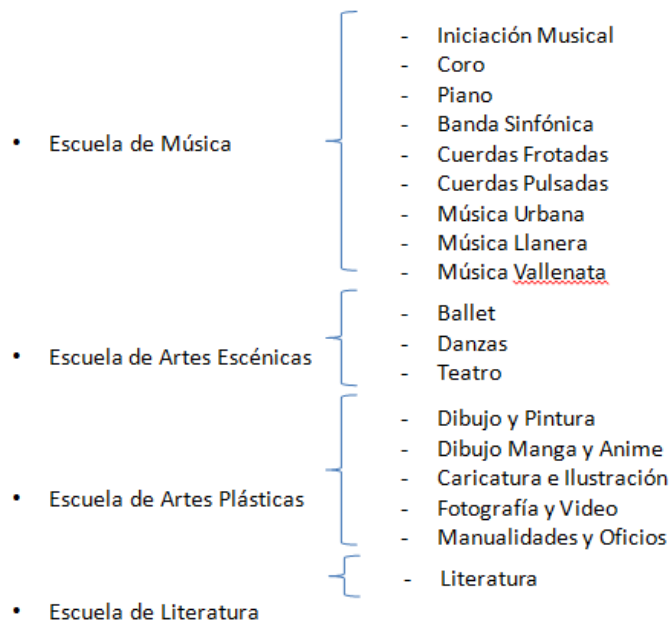 • Escuela de Música
- Iniciación Musical
- Coro
- Piano
- Banda Sinfónica
- Cuerdas Frotadas
- Cuerdas Pulsadas
- Música Urbana
- Música Llanera
- Música Vallenata
• Escuela de Artes Escénicas
- Ballet
- Danzas
- Teatro
• Escuela de Artes Plásticas
- Dibujo y Pintura
- Dibujo Manga y Anime
- Caricatura e Ilustración
- Fotografía y Video
- Manualidades y Oficios
• Escuela de Literatura
- Literatura